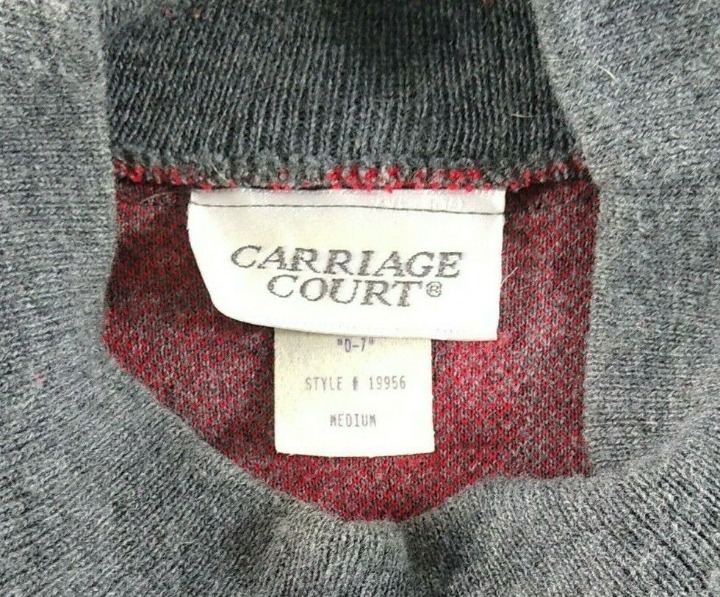 CARRIAGE
COURT®
"D-7"
STYLE # 19956
MEDIUM